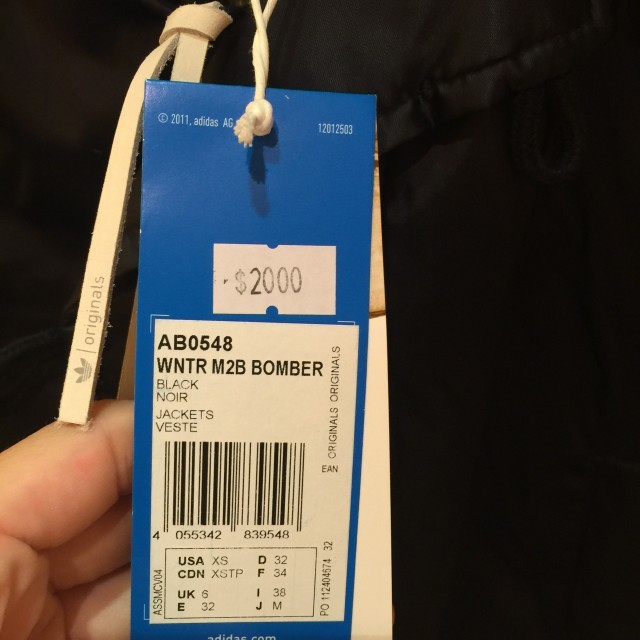 © 2011, adidas AG
12012503
originals
$2000
AB0548
WNTR M2B BOMBER
BLACK
NOIR
JACKETS
VESTE
ORIGINALS ORIGINALS
EAN
4 055342 839548
USA XS D 32
CDN XSTP F 34
UK 6 I 38
E 32 J M
ASSMCV04
PO 112404574 32
adidas.com